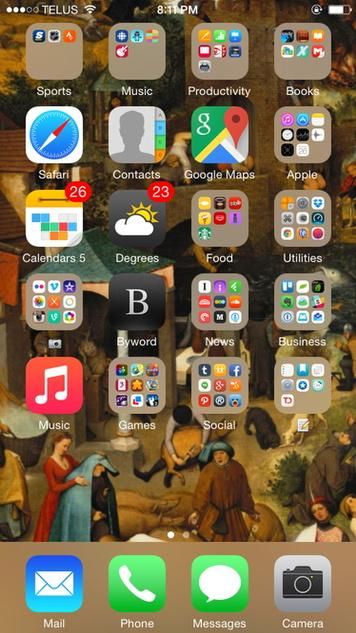 TELUS 8:11 PM
Sports Music Productivity Books
Safari Contacts Google Maps Apple
26 23
Calendars 5 Degrees Food Utilities
B
Byword News Business
Music Games Social
Mail Phone Messages Camera